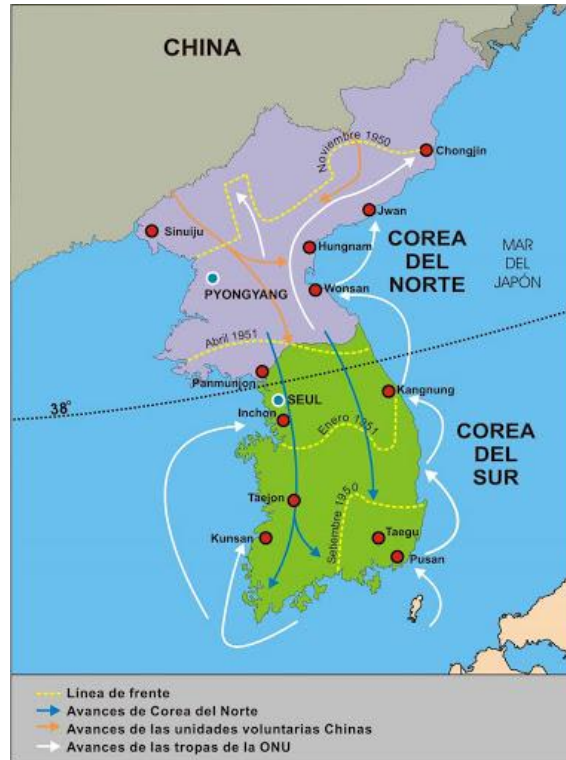 CHINA
Noviembre 1950
Chongjin
Jwan
Sinuiju
Hungnam
COREA
DEL
NORTE
MAR
DEL
JAPÓN
PYONGYANG
Wonsan
Abril 1951
Panmunjon
38°
SEUL
Kangnung
Inchon
Enero 1951
COREA
DEL
SUR
Taejon
Setiembre 1950
Kunsan
Taegu
Pusan
Línea de frente
Avances de Corea del Norte
Avances de las unidades voluntarias Chinas
Avances de las tropas de la ONU